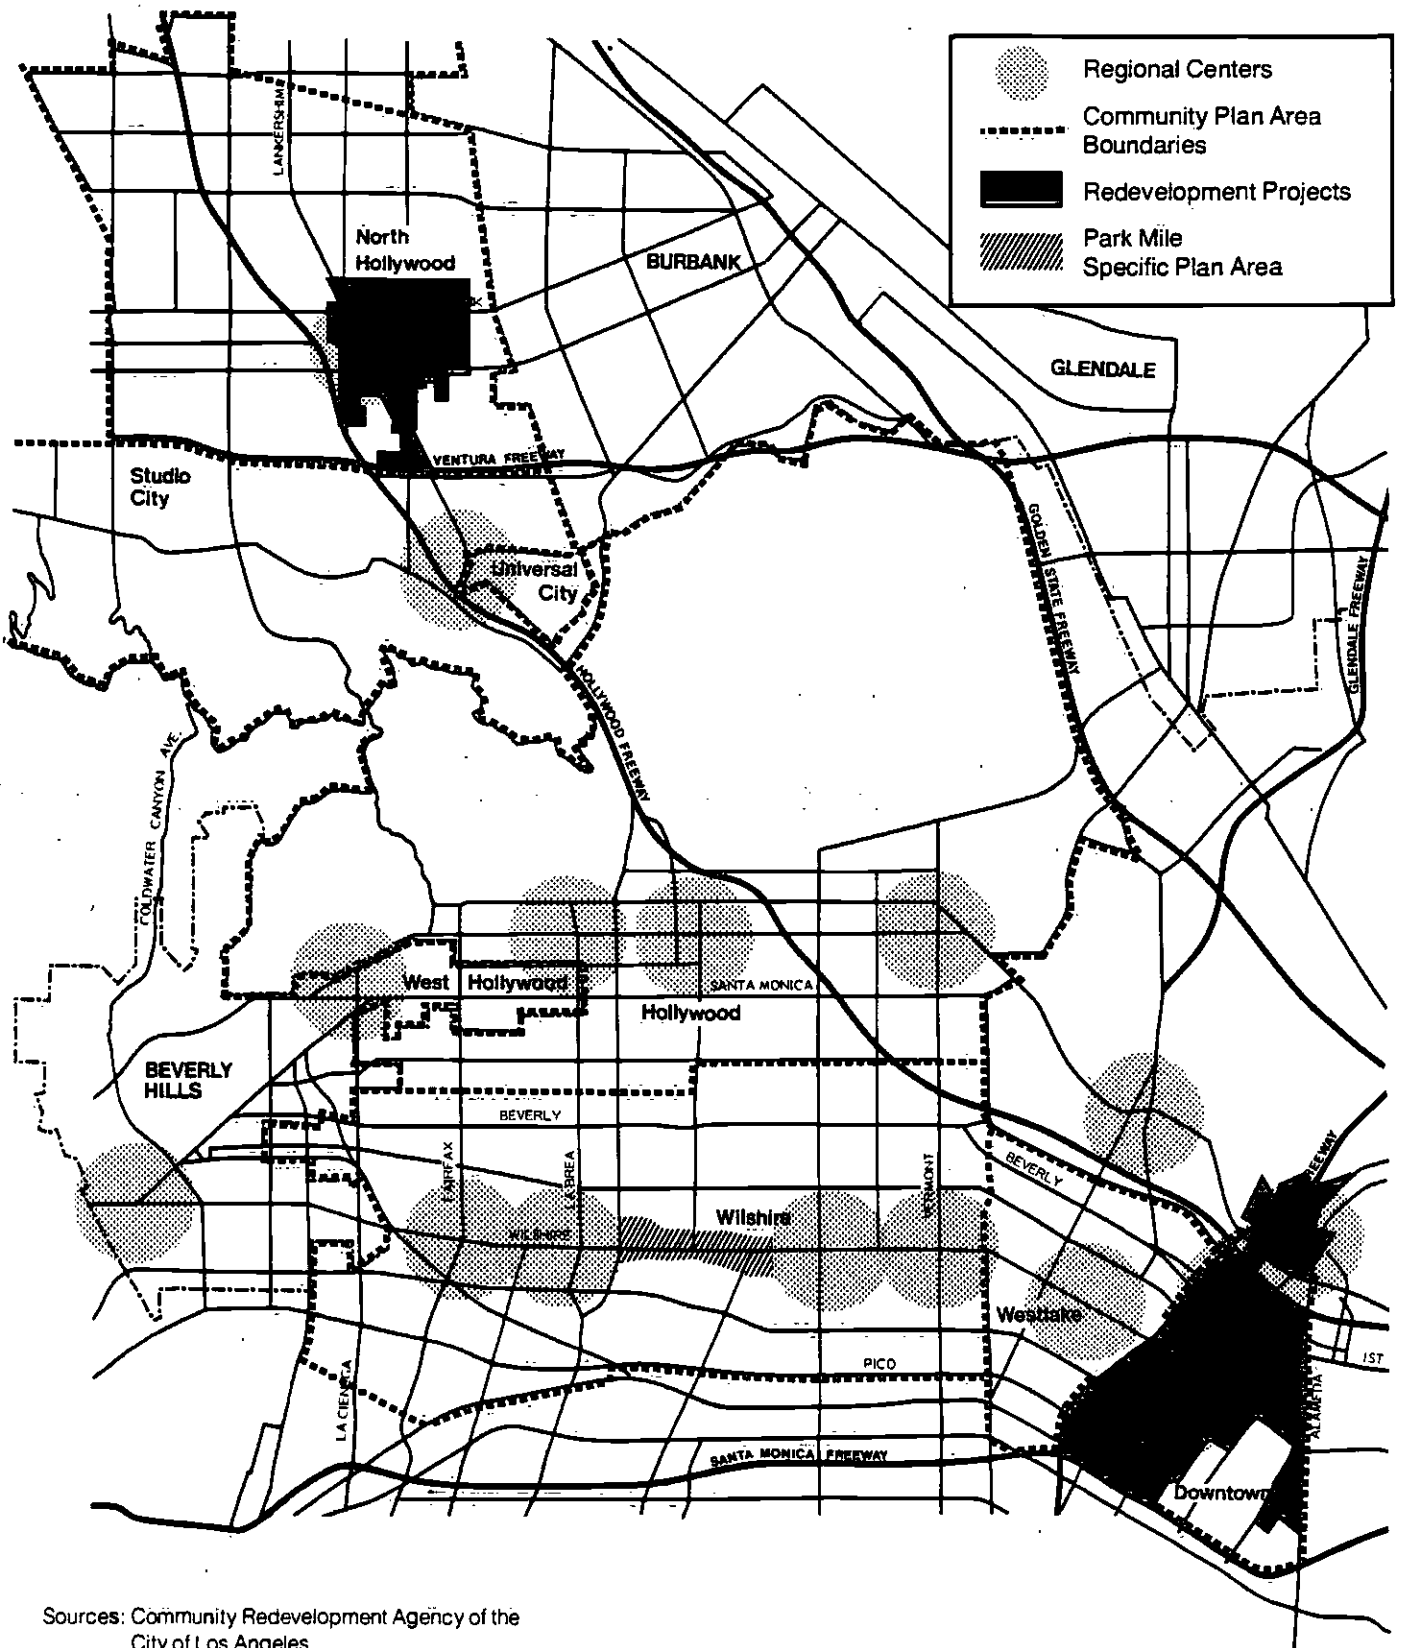 Regional Centers
Community Plan Area
Boundaries
Redevelopment Projects
Park Mile
Specific Plan Area
LANKERSHIM
North
Hollywood
BURBANK
GLENDALE
Studio
City
VENTURA FREEWAY
Universal
City
GOLDEN STATE FREEWAY
GLENDALE FREEWAY
HOLLYWOOD FREEWAY
COLDWATER CANYON AVE.
West Hollywood
SANTA MONICA
Hollywood
BEVERLY
HILLS
BEVERLY
FAIRFAX
LA BREA
VERMONT
BEVERLY
Wilshire
WILSHIRE
Westlake
PICO
1ST
LA CIENEGA
ALAMEDA
SANTA MONICA FREEWAY
Downtown
Sources: Community Redevelopment Agency of the
City of Los Angeles